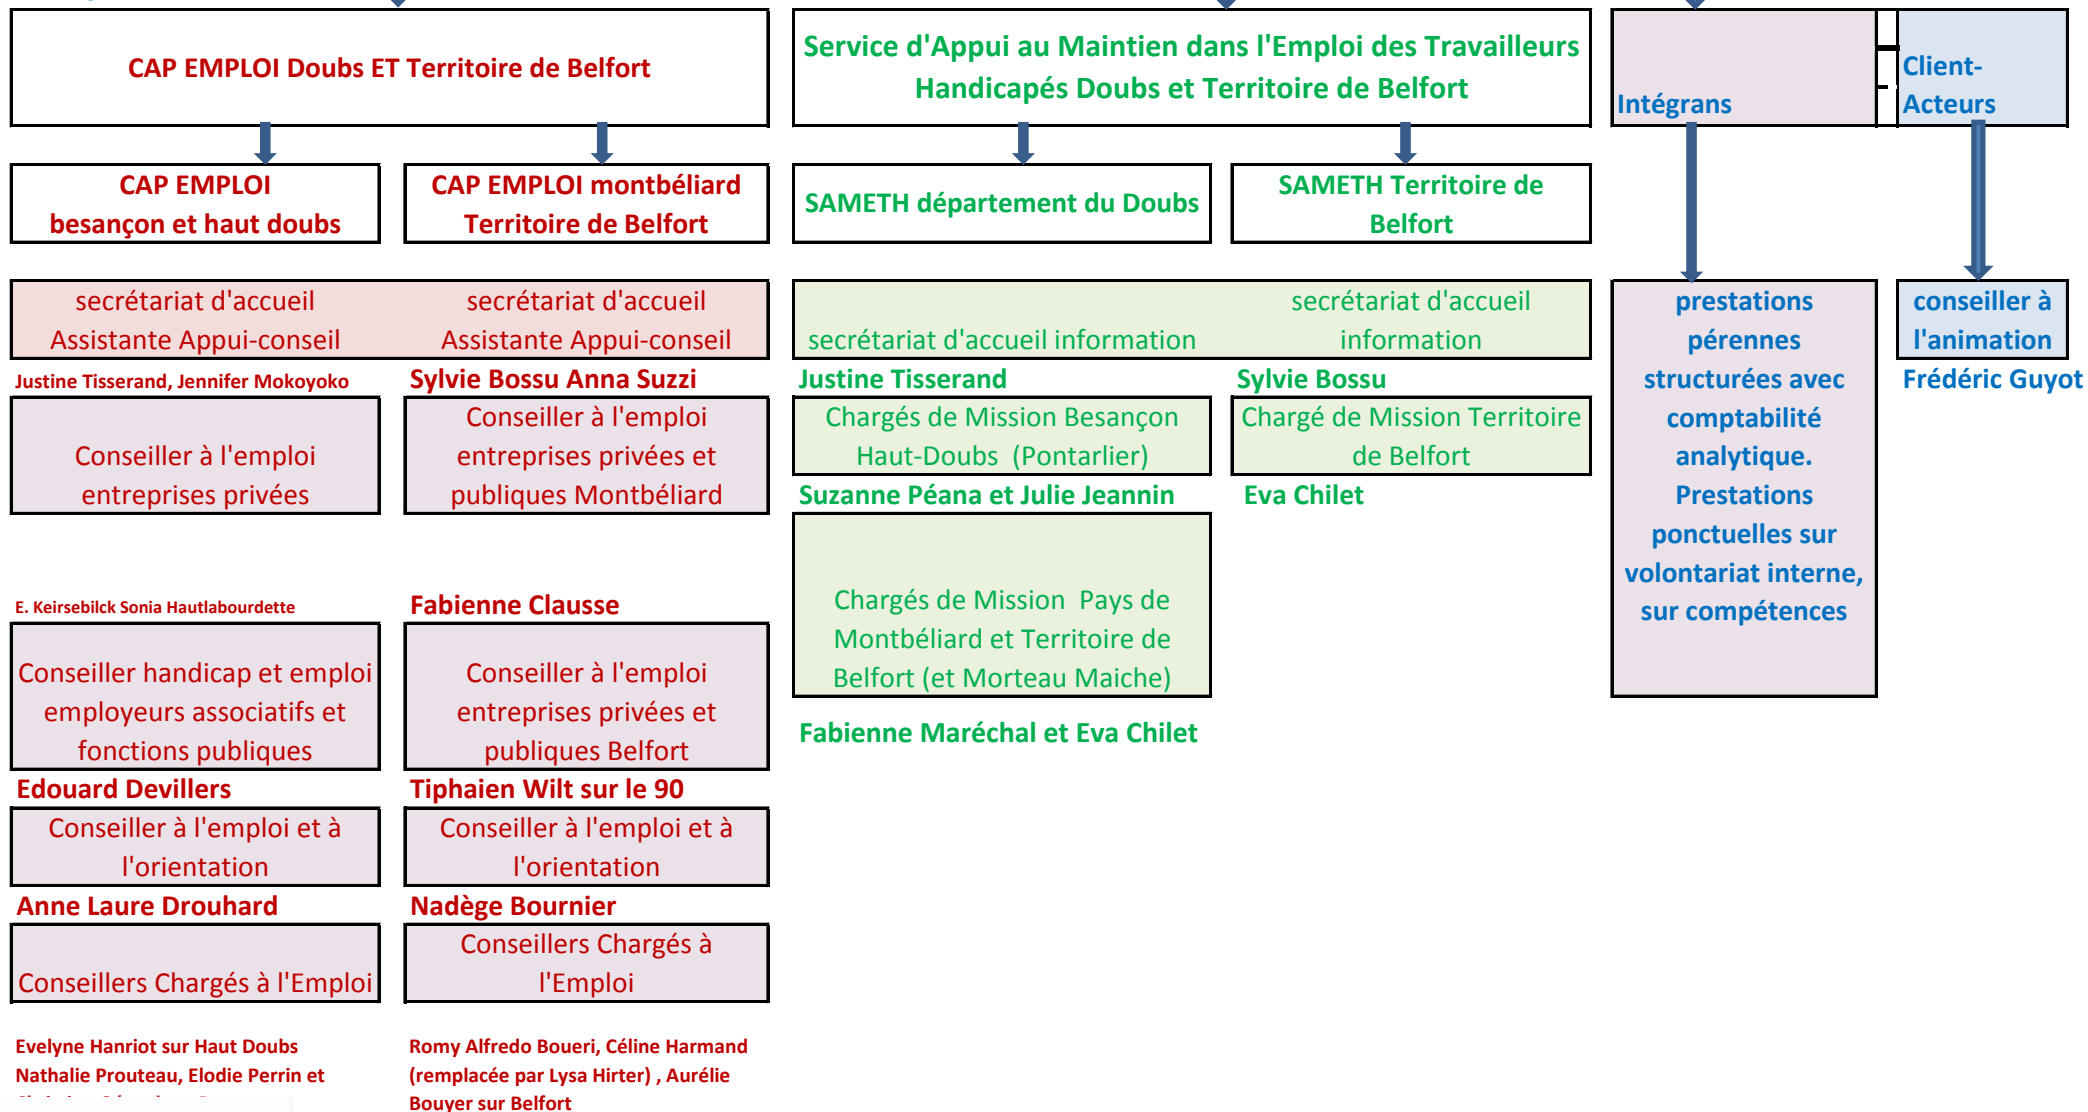 CAP EMPLOI Doubs ET Territoire de Belfort
Service d'Appui au Maintien dans l'Emploi des Travailleurs
Handicapés Doubs et Territoire de Belfort
Intégrans
Client-
Acteurs
CAP EMPLOI
besançon et haut doubs
CAP EMPLOI montbéliard
Territoire de Belfort
SAMETH département du Doubs
SAMETH Territoire de
Belfort
secrétariat d'accueil
Assistante Appui-conseil
Justine Tisserand, Jennifer Mokoyoko
Conseiller à l'emploi
entreprises privées
E. Keirsebilck Sonia Hautlabourdette
Conseiller handicap et emploi
employeurs associatifs et
fonctions publiques
Edouard Devillers
Conseiller à l'emploi et à
l'orientation
Anne Laure Drouhard
Conseillers Chargés à l'Emploi
Evelyne Hanriot sur Haut Doubs
Nathalie Prouteau, Elodie Perrin et
secrétariat d'accueil
Assistante Appui-conseil
Sylvie Bossu Anna Suzzi
Conseiller à l'emploi
entreprises privées et
publiques Montbéliard
Fabienne Clausse
Conseiller à l'emploi
entreprises privées et
publiques Belfort
Tiphaien Wilt sur le 90
Conseiller à l'emploi et à
l'orientation
Nadège Bournier
Conseillers Chargés à
l'Emploi
Romy Alfredo Boueri, Céline Harmand
(remplacée par Lysa Hirter) , Aurélie
Bouyer sur Belfort
secrétariat d'accueil information
Justine Tisserand
Chargés de Mission Besançon
Haut-Doubs (Pontarlier)
Suzanne Péana et Julie Jeannin
Chargés de Mission Pays de
Montbéliard et Territoire de
Belfort (et Morteau Maiche)
Fabienne Maréchal et Eva Chilet
secrétariat d'accueil
information
Sylvie Bossu
Chargé de Mission Territoire
de Belfort
Eva Chilet
prestations
pérennes
structurées avec
comptabilité
analytique.
Prestations
ponctuelles sur
volontariat interne,
sur compétences
conseiller à
l'animation
Frédéric Guyot